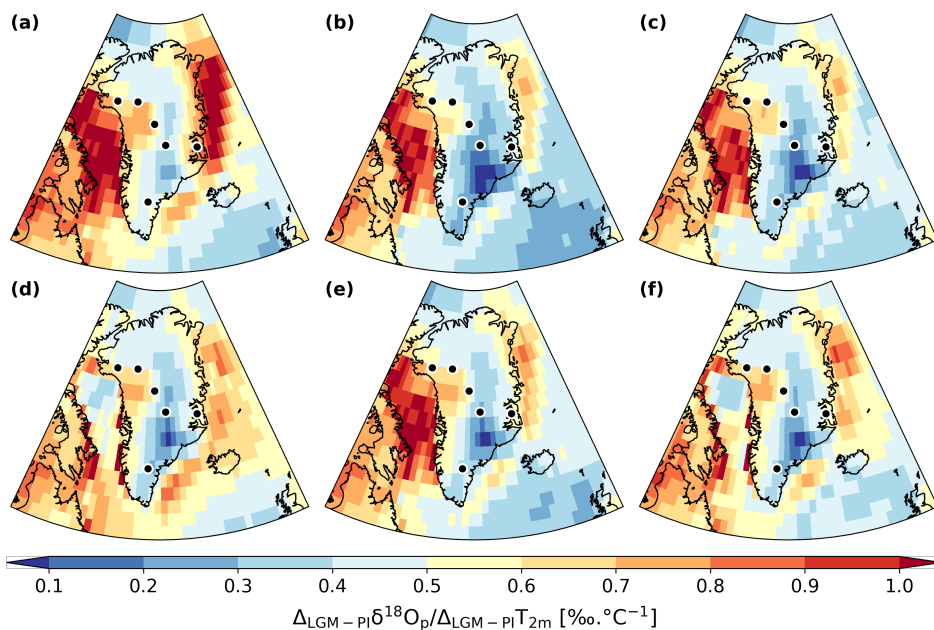 (a) (b) (c)
(d) (e) (f)
0.1 0.2 0.3 0.4 0.5 0.6 0.7 0.8 0.9 1.0
Δ_LGM−PI δ¹⁸O_p/Δ_LGM−PI T_2m [‰.°C⁻¹]